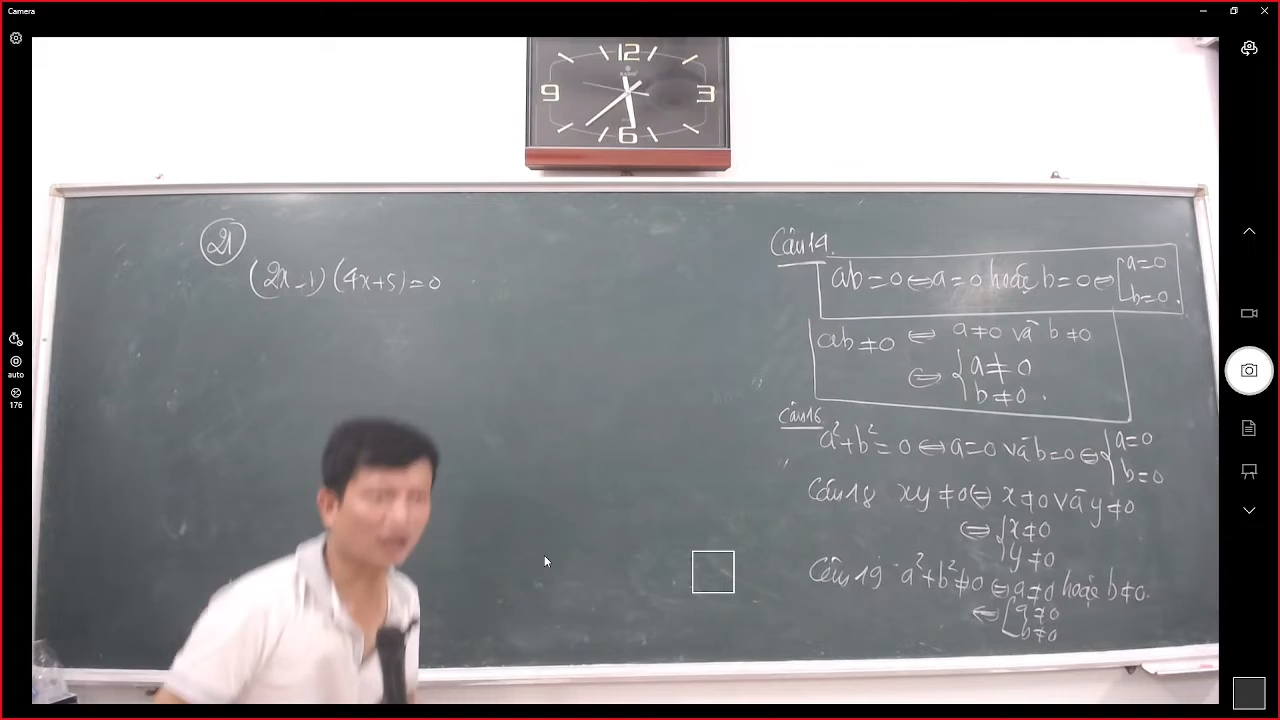 Camera
12
9
3
6
21
(2x-1)(4x+5)=0
Câu 14.
ab=0⇔a=0 hoặc b=0⇔[a=0
b=0.
ab≠0 ⇔ a≠0 và b≠0
⇔ {a≠0
b≠0.
Câu 16
a²+b²=0⇔a=0 và b=0⇔{a=0
b=0
Câu 18 xy≠0⇔x≠0 và y≠0
⇔{x≠0
y≠0
Câu 19 a²+b²≠0⇔a≠0 hoặc b≠0.
⇔[a≠0
b≠0
auto
176